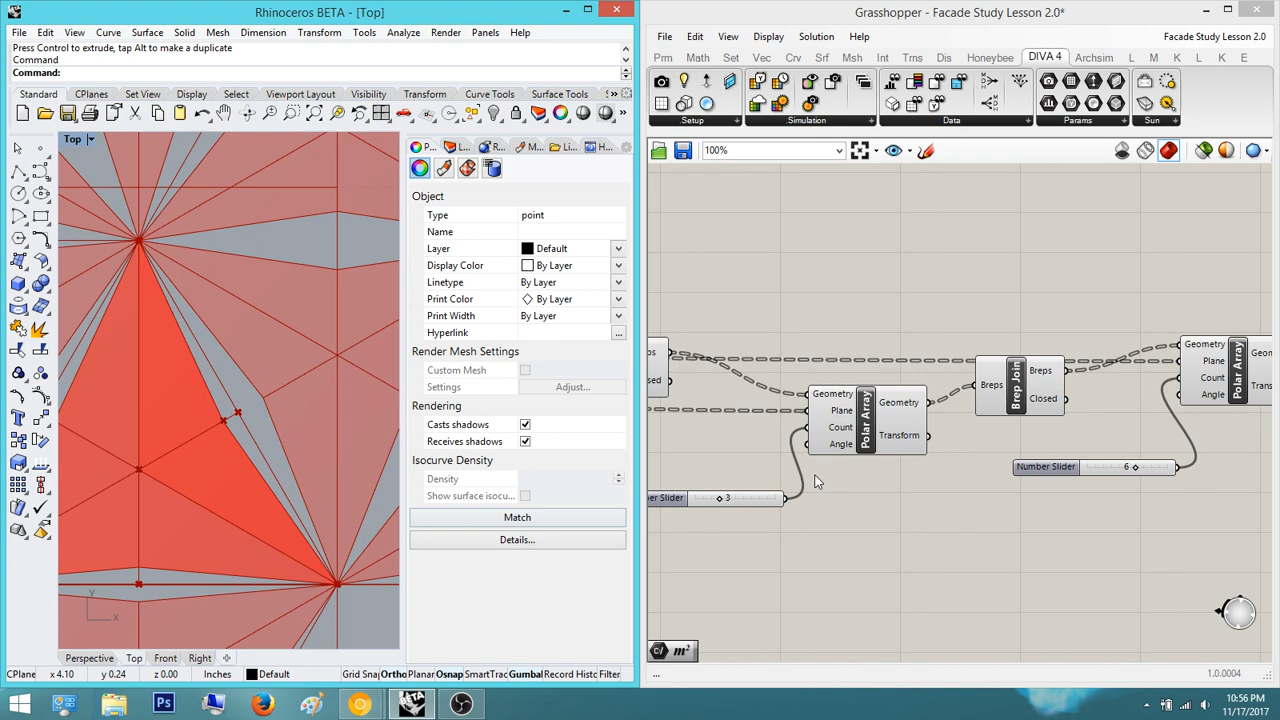 Rhinoceros BETA - [Top]
File Edit View Curve Surface Solid Mesh Dimension Transform Tools Analyze Render Panels Help
Press Control to extrude, tap Alt to make a duplicate
Command
Command:
Standard CPlanes Set View Display Select Viewport Layout Visibility Transform Curve Tools Surface Tools »
Top
P... L... R... M... Li... H...
Object
Type point
Name
Layer Default
Display Color By Layer
Linetype By Layer
Print Color By Layer
Print Width By Layer
Hyperlink ...
Render Mesh Settings
Custom Mesh
Settings Adjust...
Rendering
Casts shadows
Receives shadows
Isocurve Density
Density
Show surface isocu...
Match
Details...
y
x
Perspective Top Front Right
CPlane x 4.10 y 0.24 z 0.00 Inches Default Grid Snap Ortho Planar Osnap SmartTrac Gumbal Record Histo Filter
Grasshopper - Facade Study Lesson 2.0*
File Edit View Display Solution Help Facade Study Lesson 2.0
Prm Math Set Vec Crv Srf Msh Int Trns Dis Honeybee DIVA 4 Archsim L M K L K E
.Setup .Simulation Data Params Sun
100%
Geometry
Plane
Count
Angle
Polar Array
Geometry
Transform
Breps
Brep Join
Breps
Closed
Geometry
Plane
Count
Angle
Polar Array
Number Slider 6
3
m²
...
1.0.0004
Ps
BETA
10:56 PM
11/17/2017